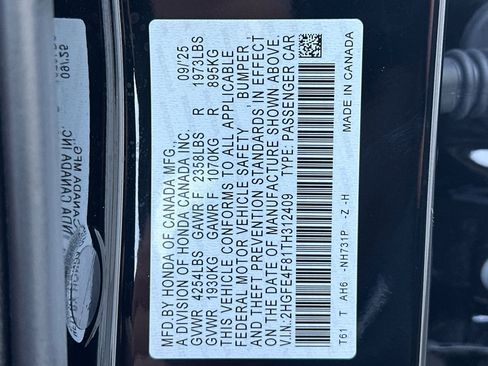 MFD.BY HONDA OF CANADA MFG., 09/25
A DIVISION OF HONDA CANADA INC.
GVWR 4254LBS GAWR F 2358LBS R 1973LBS
GVWR 1930KG GAWR F 1070KG R 895KG
THIS VEHICLE CONFORMS TO ALL APPLICABLE
FEDERAL MOTOR VEHICLE SAFETY , BUMPER ,
AND THEFT PREVENTION STANDARDS IN EFFECT
ON THE DATE OF MANUFACTURE SHOWN ABOVE.
V.I.N.:2HGFE4F81TH312409 TYPE: PASSENGER CAR
T61 T AH6 -NH731P -Z -H MADE IN CANADA